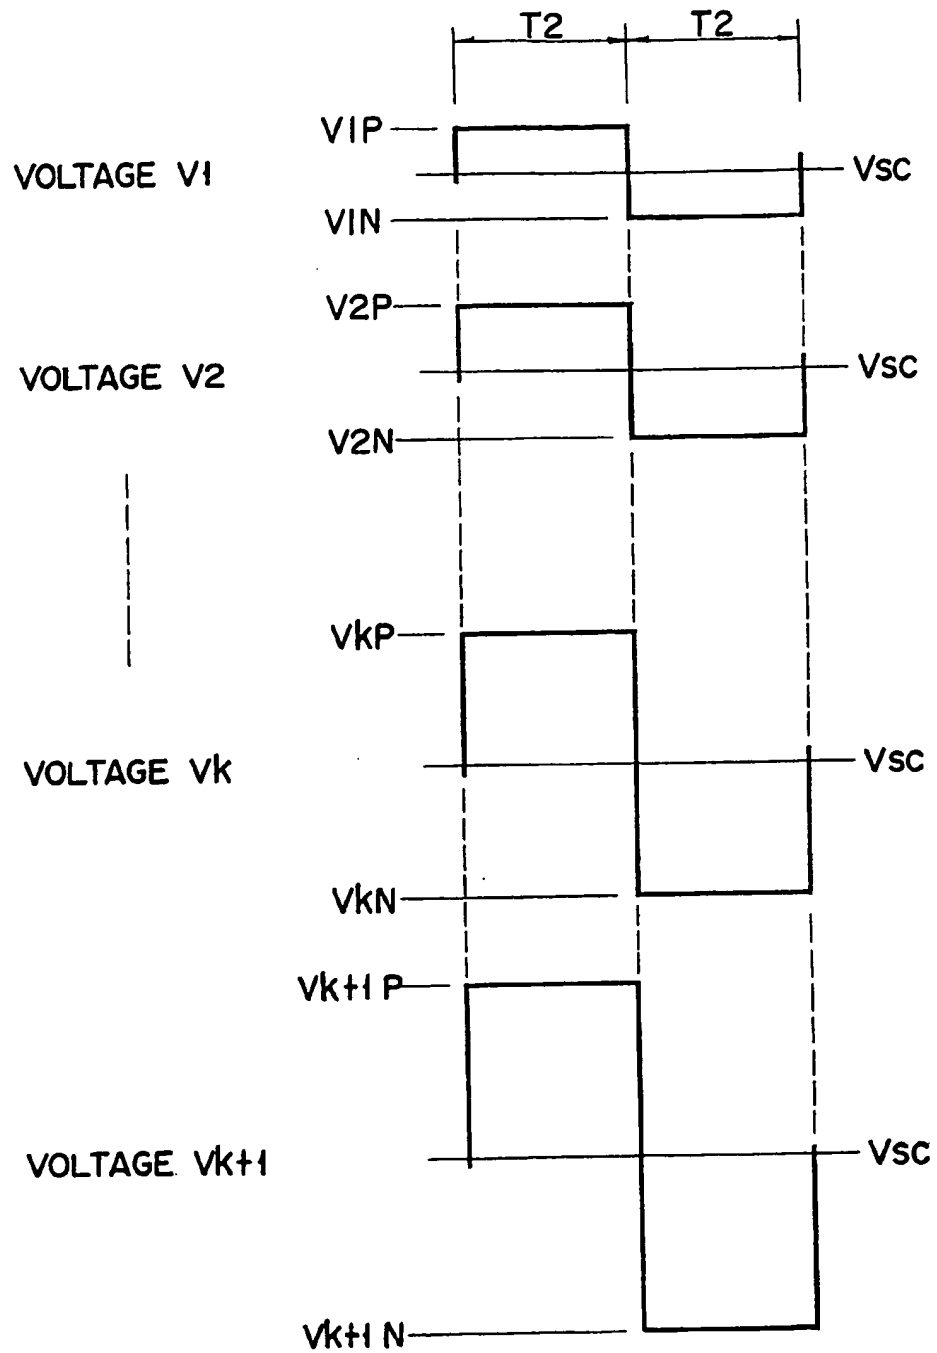 T2 T2
V1P
VOLTAGE V1
VSC
V1N
V2P
VOLTAGE V2
VSC
V2N
VkP
VOLTAGE Vk
VSC
VkN
Vk+1 P
VOLTAGE Vk+1
VSC
Vk+1 N